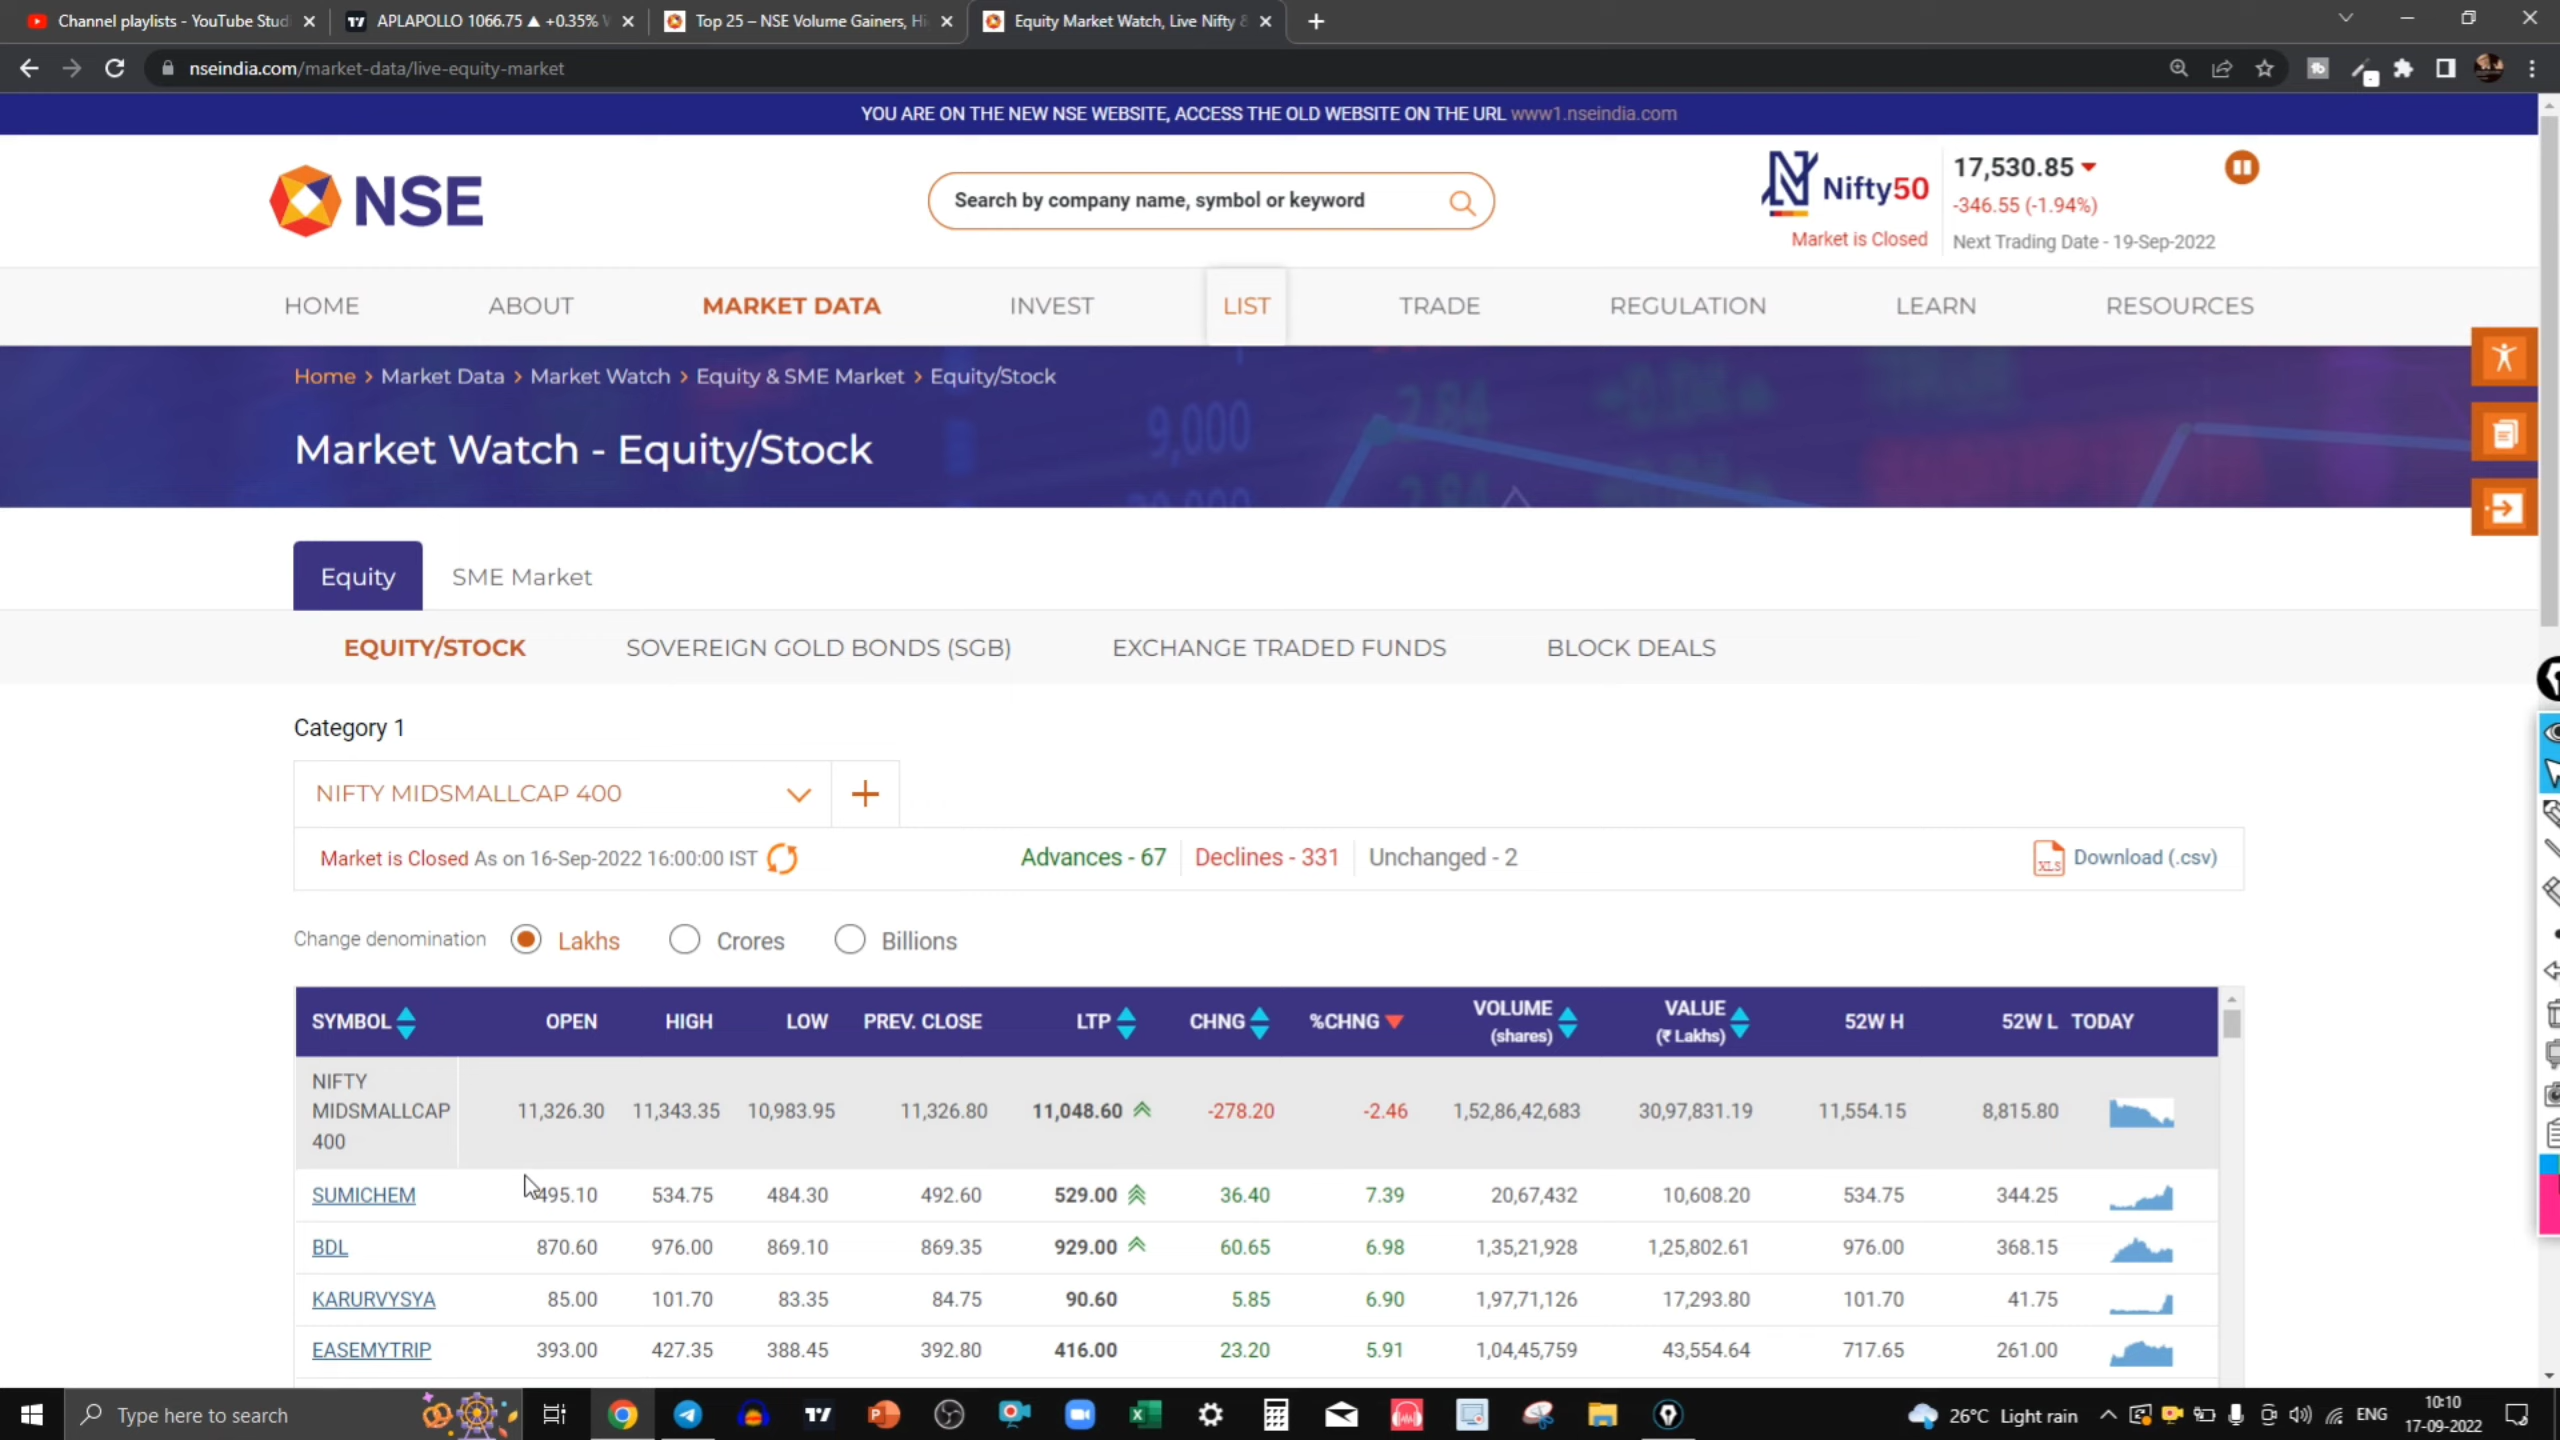 Channel playlists - YouTube Studi
APLAPOLLO 1066.75 ▲ +0.35%
Top 25 – NSE Volume Gainers, Hi
Equity Market Watch, Live Nifty &
nseindia.com/market-data/live-equity-market
YOU ARE ON THE NEW NSE WEBSITE, ACCESS THE OLD WEBSITE ON THE URL www1.nseindia.com
NSE
Search by company name, symbol or keyword
Nifty50
Market is Closed
17,530.85
-346.55 (-1.94%)
Next Trading Date - 19-Sep-2022
HOME ABOUT MARKET DATA INVEST LIST TRADE REGULATION LEARN RESOURCES
Home > Market Data > Market Watch > Equity & SME Market > Equity/Stock
9,000
2.84
Market Watch - Equity/Stock
2.84
Equity SME Market
EQUITY/STOCK SOVEREIGN GOLD BONDS (SGB) EXCHANGE TRADED FUNDS BLOCK DEALS
Category 1
NIFTY MIDSMALLCAP 400
Market is Closed As on 16-Sep-2022 16:00:00 IST Advances - 67 Declines - 331 Unchanged - 2 XLS Download (.csv)
Change denomination Lakhs Crores Billions
SYMBOL OPEN HIGH LOW PREV. CLOSE LTP CHNG %CHNG VOLUME (shares) VALUE (₹ Lakhs) 52W H 52W L TODAY
NIFTY MIDSMALLCAP 400 11,326.30 11,343.35 10,983.95 11,326.80 11,048.60 -278.20 -2.46 1,52,86,42,683 30,97,831.19 11,554.15 8,815.80
SUMICHEM 495.10 534.75 484.30 492.60 529.00 36.40 7.39 20,67,432 10,608.20 534.75 344.25
BDL 870.60 976.00 869.10 869.35 929.00 60.65 6.98 1,35,21,928 1,25,802.61 976.00 368.15
KARURVYSYA 85.00 101.70 83.35 84.75 90.60 5.85 6.90 1,97,71,126 17,293.80 101.70 41.75
EASEMYTRIP 393.00 427.35 388.45 392.80 416.00 23.20 5.91 1,04,45,759 43,554.64 717.65 261.00
Type here to search
26°C Light rain
ENG
10:10
17-09-2022